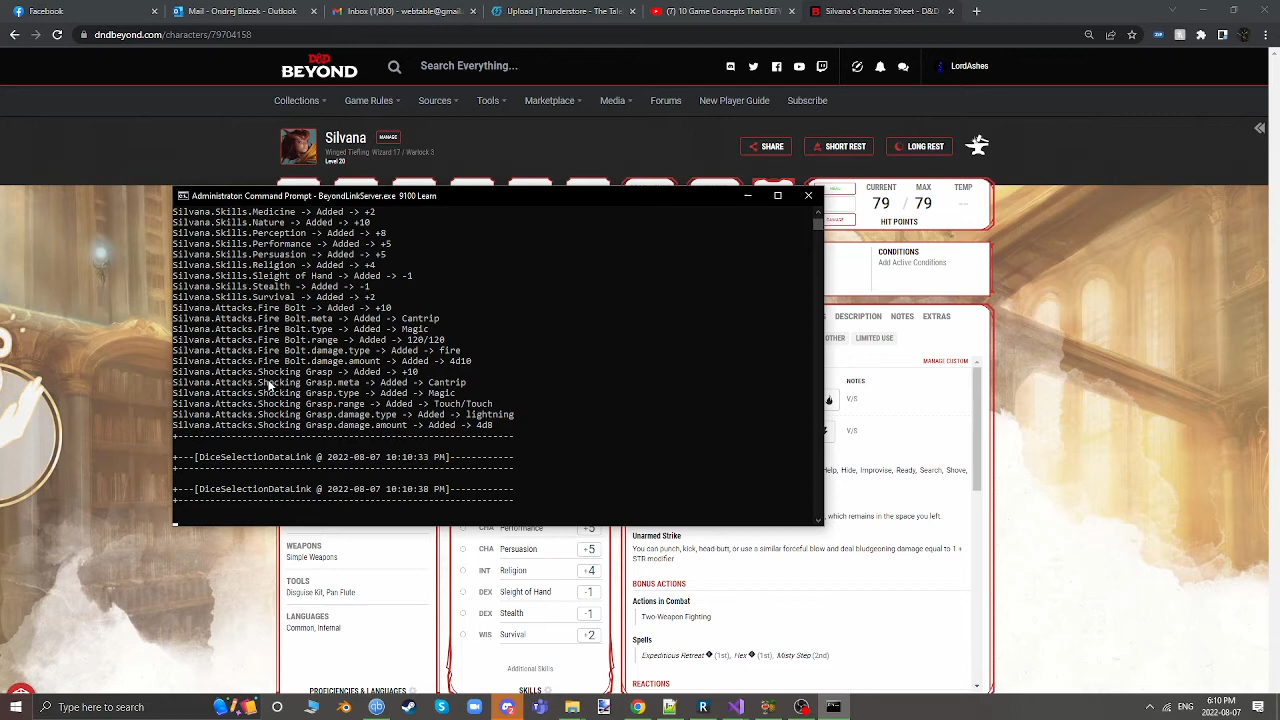 Facebook
Mail - Ondrej Blazek - Outlook
Inbox (1,800) - webtable@gmail
Upload | Thunderstore - The Tale
(7) 10 Game Concepts That DEFY
Silvana's Character Sheet - D&D B
dndbeyond.com/characters/79704158
D&D
BEYOND
Search Everything...
LordAshes
Collections
Game Rules
Sources
Tools
Marketplace
Media
Forums
New Player Guide
Subscribe
Silvana
MANAGE
Winged Tiefling Wizard 17 / Warlock 3
Level 20
SHARE
SHORT REST
LONG REST
CURRENT
MAX
TEMP
79 / 79 --
HIT POINTS
CONDITIONS
Add Active Conditions
Administrator: Command Prompt - BeyondLinkServer.exe 9100 Learn
Silvana.Skills.Medicine -> Added -> +2
Silvana.Skills.Nature -> Added -> +10
Silvana.Skills.Perception -> Added -> +8
Silvana.Skills.Performance -> Added -> +5
Silvana.Skills.Persuasion -> Added -> +5
Silvana.Skills.Religion -> Added -> +4
Silvana.Skills.Sleight of Hand -> Added -> -1
Silvana.Skills.Stealth -> Added -> -1
Silvana.Skills.Survival -> Added -> +2
Silvana.Attacks.Fire Bolt -> Added -> +10
Silvana.Attacks.Fire Bolt.meta -> Added -> Cantrip
Silvana.Attacks.Fire Bolt.type -> Added -> Magic
Silvana.Attacks.Fire Bolt.range -> Added -> 120/120
Silvana.Attacks.Fire Bolt.damage.type -> Added -> fire
Silvana.Attacks.Fire Bolt.damage.amount -> Added -> 4d10
Silvana.Attacks.Shocking Grasp -> Added -> +10
Silvana.Attacks.Shocking Grasp.meta -> Added -> Cantrip
Silvana.Attacks.Shocking Grasp.type -> Added -> Magic
Silvana.Attacks.Shocking Grasp.range -> Added -> Touch/Touch
Silvana.Attacks.Shocking Grasp.damage.type -> Added -> lightning
Silvana.Attacks.Shocking Grasp.damage.amount -> Added -> 4d8
+---------------------------------------------------------------
+---[DiceSelectionDataLink @ 2022-08-07 10:10:33 PM]------------
+---------------------------------------------------------------
+---[DiceSelectionDataLink @ 2022-08-07 10:10:38 PM]------------
+---------------------------------------------------------------
DESCRIPTION
NOTES
EXTRAS
OTHER
LIMITED USE
MANAGE CUSTOM
NOTES
V/S
V/S
Help, Hide, Improvise, Ready, Search, Shove,
which remains in the space you left.
Unarmed Strike
You can punch, kick, head-butt, or use a similar forceful blow and deal bludgeoning damage equal to 1 +
STR modifier
BONUS ACTIONS
Actions in Combat
Two-Weapon Fighting
Spells
Expeditious Retreat (1st), Hex (1st), Misty Step (2nd)
REACTIONS
WEAPONS
Simple Weapons
TOOLS
Disguise Kit, Pan Flute
LANGUAGES
Common, Infernal
PROFICIENCIES & LANGUAGES
CHA Performance +5
CHA Persuasion +5
INT Religion +4
DEX Sleight of Hand -1
DEX Stealth -1
WIS Survival +2
Additional Skills
SKILLS
Type here to search
6:10 PM
2022-08-07